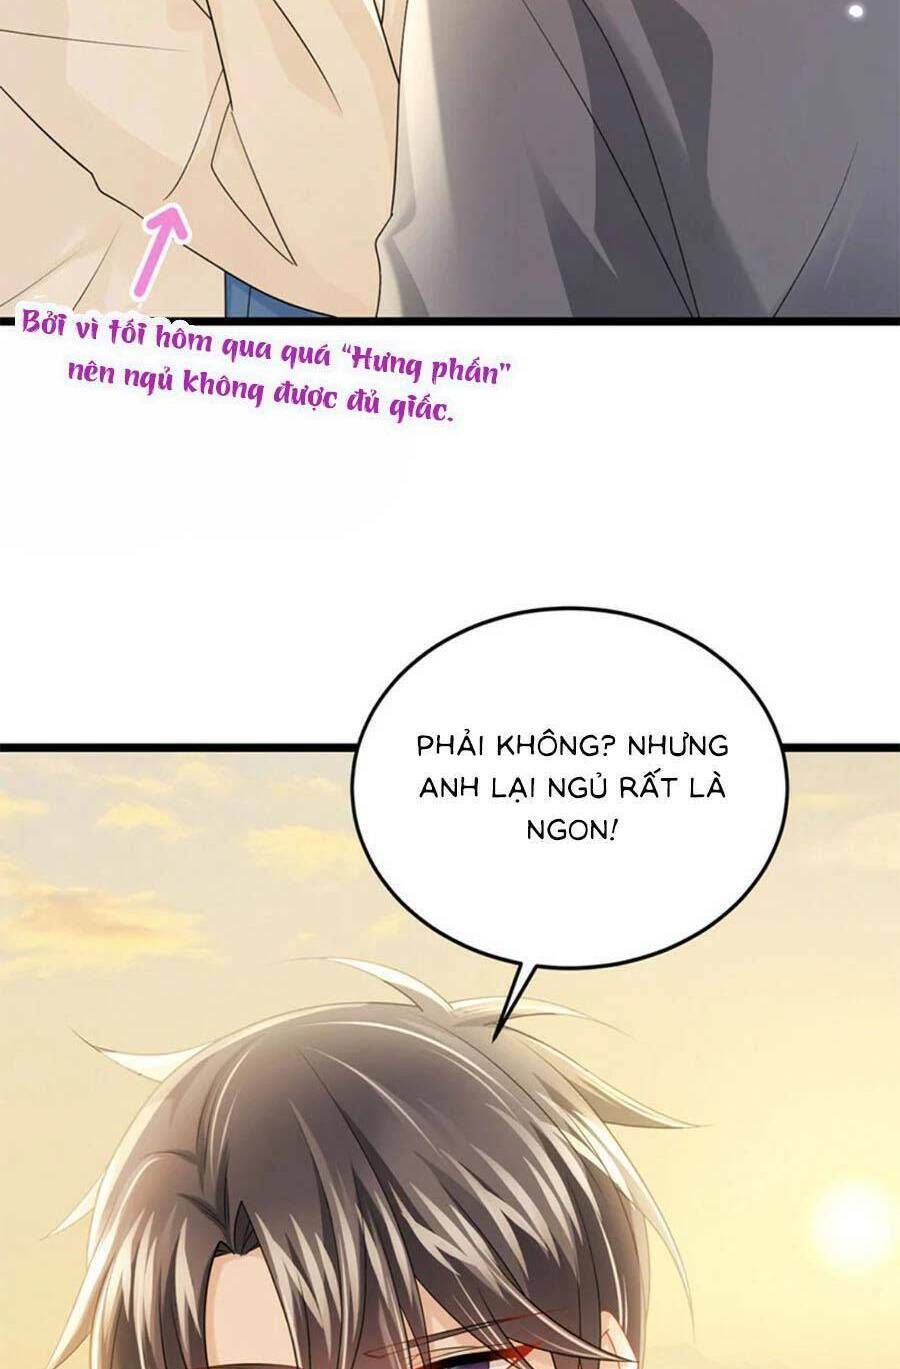 Bởi vì tối hôm qua quá "Hưng phấn"
nên ngủ không được đủ giấc.
PHẢI KHÔNG? NHƯNG
ANH LẠI NGỦ RẤT LÀ
NGON!